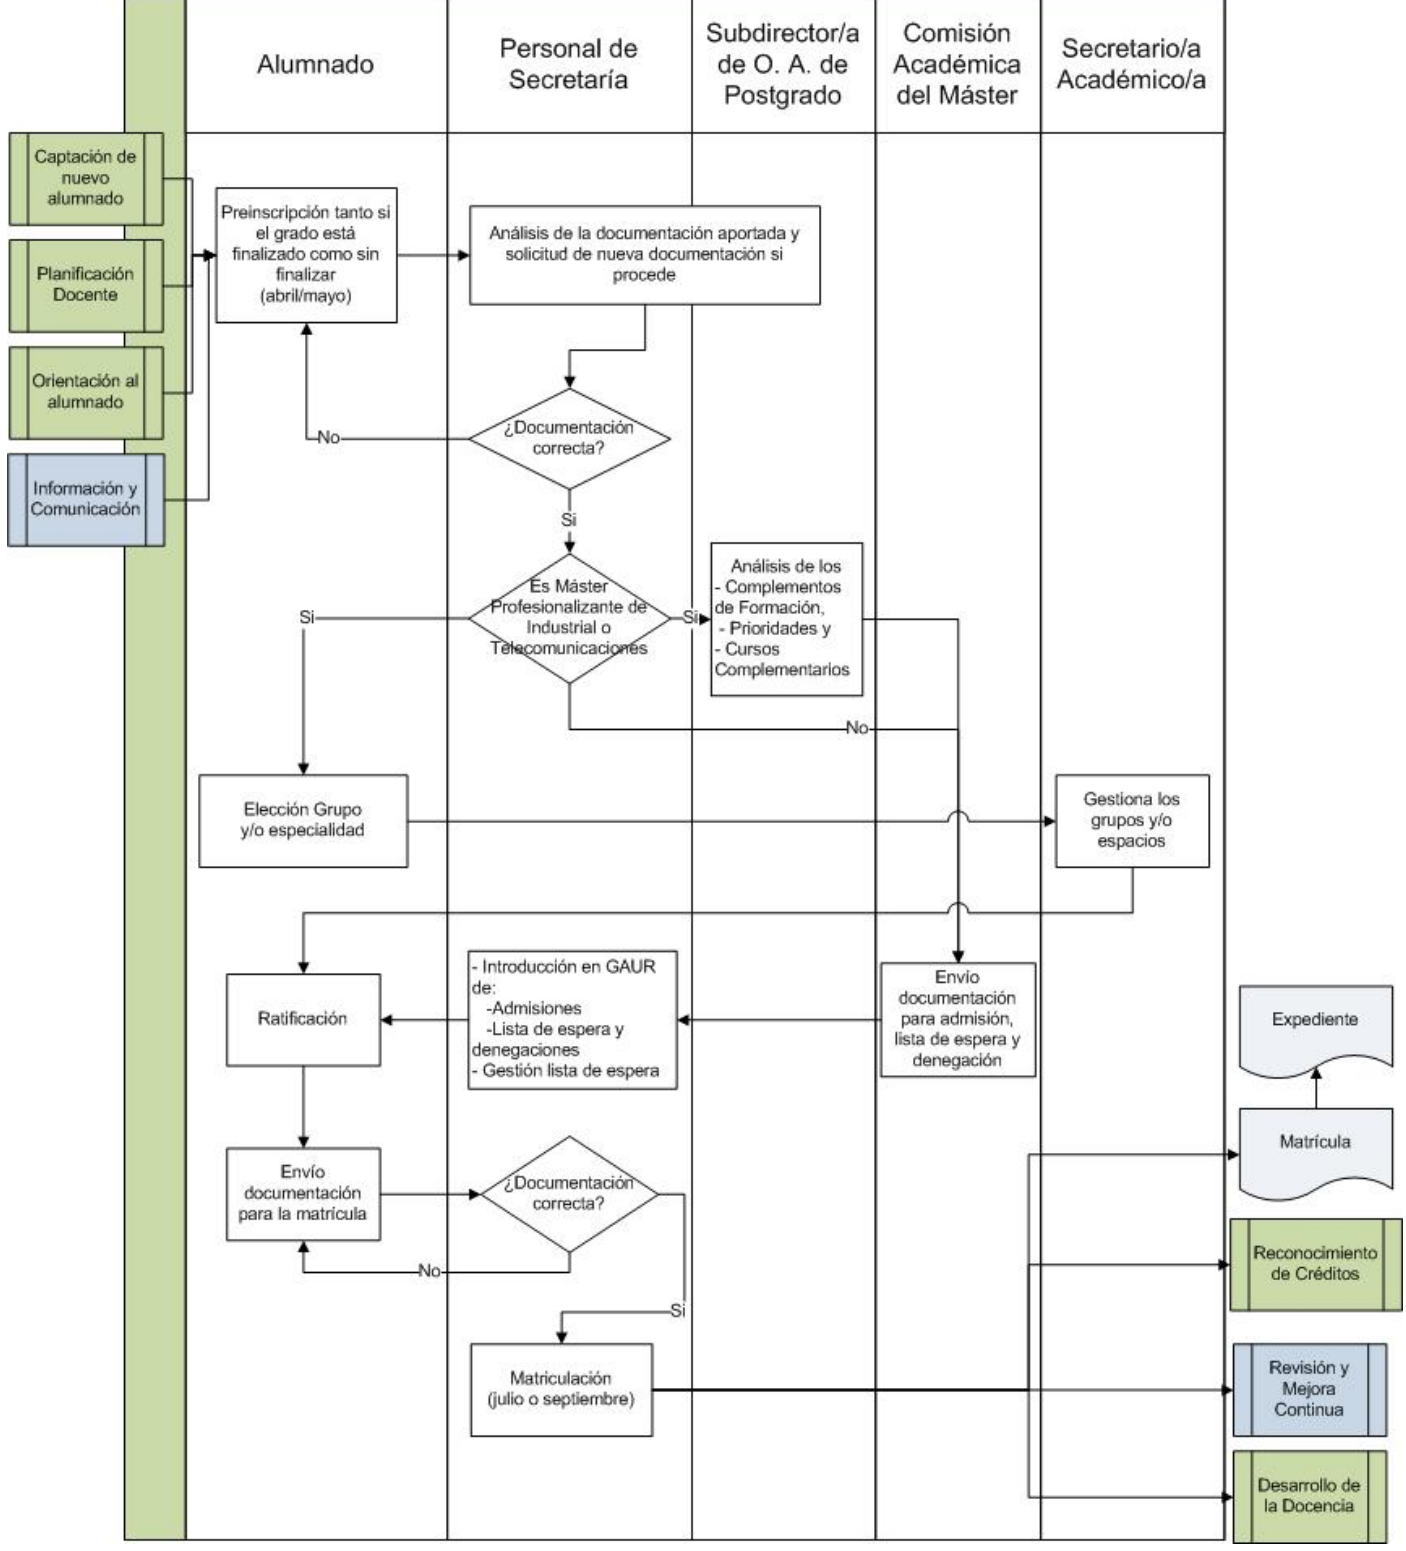 Alumnado
Personal de
Secretaría
Subdirector/a
de O. A. de
Postgrado
Comisión
Académica
del Máster
Secretario/a
Académico/a
Captación de
nuevo
alumnado
Planificación
Docente
Orientación al
alumnado
Información y
Comunicación
Preinscripción tanto si
el grado está
finalizado como sin
finalizar
(abril/mayo)
Análisis de la documentación aportada y
solicitud de nueva documentación si
procede
¿Documentación
correcta?
No
Si
Es Máster
Profesionalizante de
Industrial o
Telecomunicaciones
Si
Si
Análisis de los
- Complementos
de Formación,
- Prioridades y
- Cursos
Complementarios
No
Elección Grupo
y/o especialidad
Gestiona los
grupos y/o
espacios
Ratificación
- Introducción en GAUR
de:
-Admisiones
-Lista de espera y
denegaciones
- Gestión lista de espera
Envío
documentación
para admisión,
lista de espera y
denegación
Expediente
Matrícula
Envío
documentación
para la matrícula
¿Documentación
correcta?
No
Si
Matriculación
(julio o septiembre)
Reconocimiento
de Créditos
Revisión y
Mejora
Continua
Desarrollo de
la Docencia